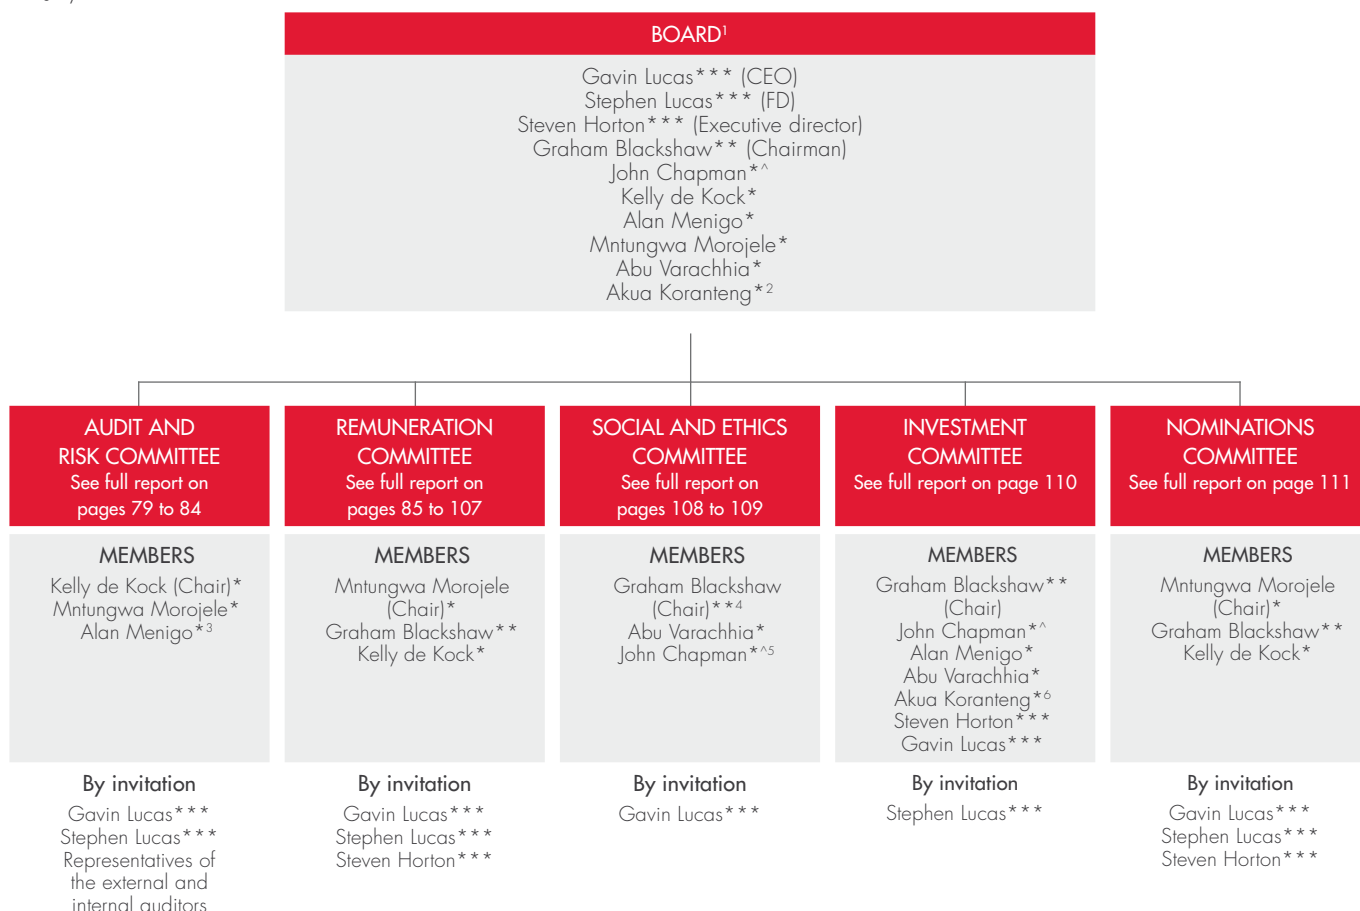 BOARD¹
Gavin Lucas*** (CEO)
Stephen Lucas*** (FD)
Steven Horton*** (Executive director)
Graham Blackshaw** (Chairman)
John Chapman*^
Kelly de Kock*
Alan Menigo*
Mntungwa Morojele*
Abu Varachhia*
Akua Koranteng*²
AUDIT AND
RISK COMMITTEE
See full report on
pages 79 to 84
MEMBERS
Kelly de Kock (Chair)*
Mntungwa Morojele*
Alan Menigo*³
By invitation
Gavin Lucas***
Stephen Lucas***
Representatives of
the external and
internal auditors
REMUNERATION
COMMITTEE
See full report on
pages 85 to 107
MEMBERS
Mntungwa Morojele
(Chair)*
Graham Blackshaw**
Kelly de Kock*
By invitation
Gavin Lucas***
Stephen Lucas***
Steven Horton***
SOCIAL AND ETHICS
COMMITTEE
See full report on
pages 108 to 109
MEMBERS
Graham Blackshaw
(Chair)**⁴
Abu Varachhia*
John Chapman*^⁵
By invitation
Gavin Lucas***
INVESTMENT
COMMITTEE
See full report on page 110
MEMBERS
Graham Blackshaw**
(Chair)
John Chapman*^
Alan Menigo*
Abu Varachhia*
Akua Koranteng*⁶
Steven Horton***
Gavin Lucas***
By invitation
Stephen Lucas***
NOMINATIONS
COMMITTEE
See full report on page 111
MEMBERS
Mntungwa Morojele
(Chair)*
Graham Blackshaw**
Kelly de Kock*
By invitation
Gavin Lucas***
Stephen Lucas***
Steven Horton***